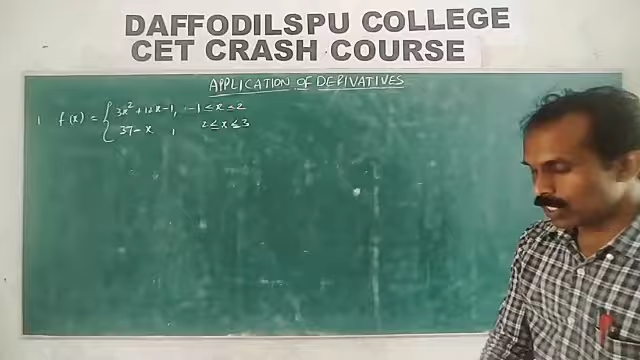 DAFFODILSPU COLLEGE
CET CRASH COURSE
APPLICATION OF DERIVATIVES
1 f(x) = { 3x² + 12x - 1, -1 ≤ x ≤ 2
37 - x , 2 ≤ x ≤ 3